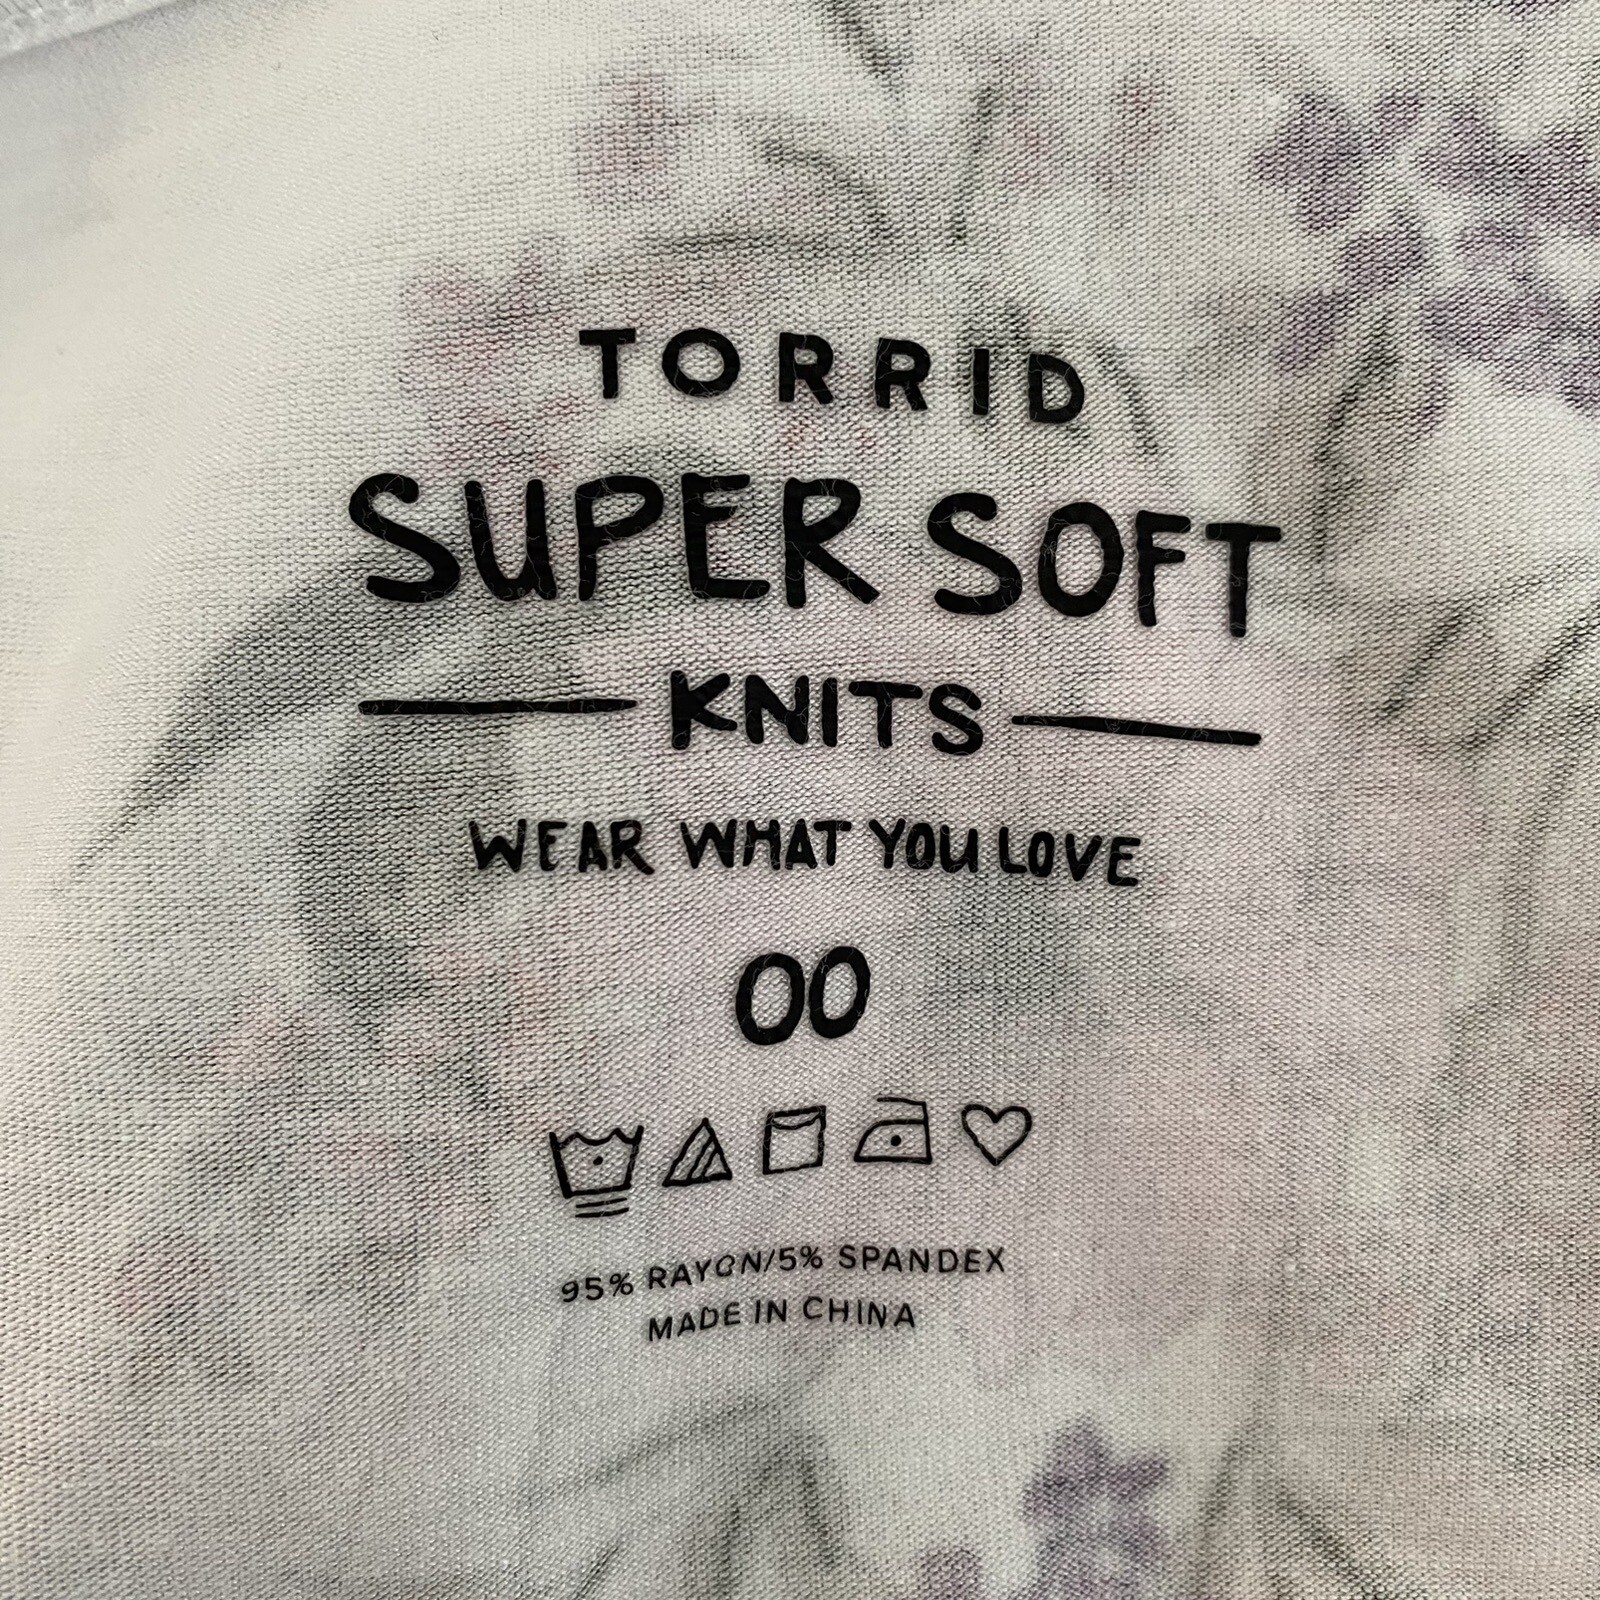 TORRID
SUPER SOFT
KNITS
WEAR WHAT YOU LOVE
00
95% RAYON/5% SPANDEX
MADE IN CHINA